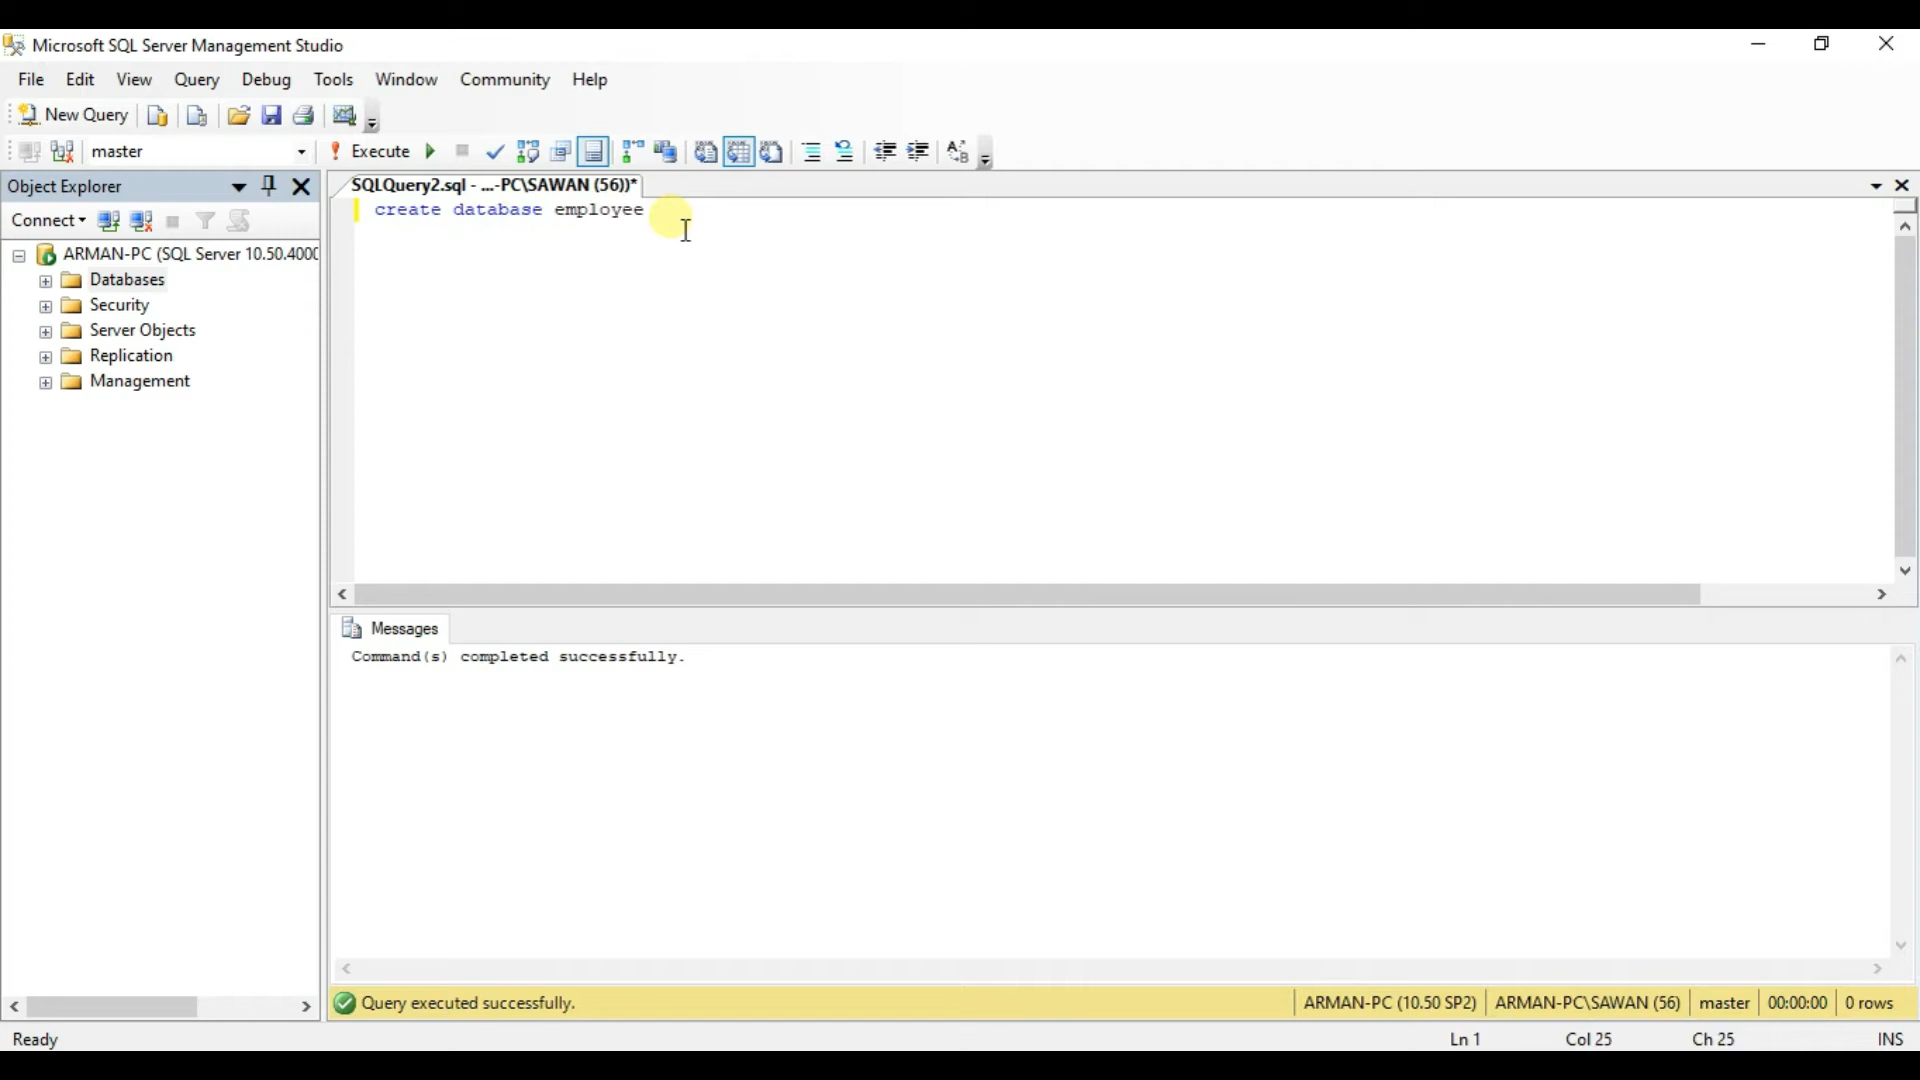 Microsoft SQL Server Management Studio
File Edit View Query Debug Tools Window Community Help
New Query
master Execute
Object Explorer
SQLQuery2.sql - ...-PC\SAWAN (56))*
create database employee
Connect
ARMAN-PC (SQL Server 10.50.4000
Databases
Security
Server Objects
Replication
Management
Messages
Command(s) completed successfully.
Query executed successfully. ARMAN-PC (10.50 SP2) ARMAN-PC\SAWAN (56) master 00:00:00 0 rows
Ready Ln 1 Col 25 Ch 25 INS